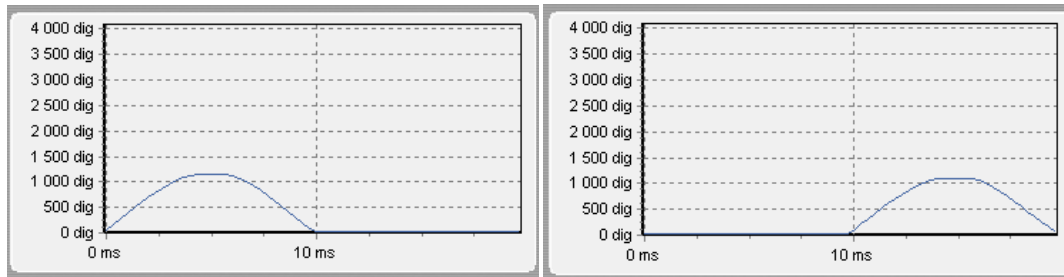 4 000 dig
3 500 dig
3 000 dig
2 500 dig
2 000 dig
1 500 dig
1 000 dig
500 dig
0 dig
0 ms
10 ms
4 000 dig
3 500 dig
3 000 dig
2 500 dig
2 000 dig
1 500 dig
1 000 dig
500 dig
0 dig
0 ms
10 ms